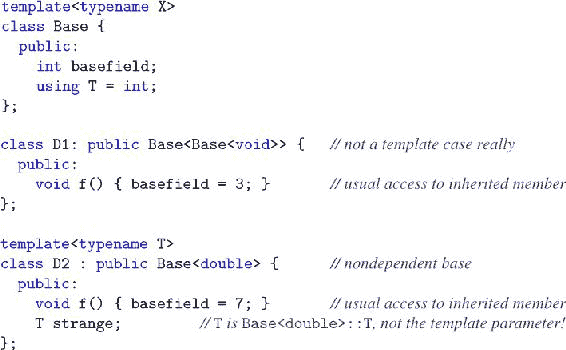 template<typename X>
class Base {
  public:
    int basefield;
    using T = int;
};
class D1: public Base<Base<void>> {   // not a template case really
  public:
    void f() { basefield = 3; }   // usual access to inherited member
};
template<typename T>
class D2 : public Base<double> {   // nondependent base
  public:
    void f() { basefield = 7; }   // usual access to inherited member
    T strange;   // T is Base<double>::T, not the template parameter!
};